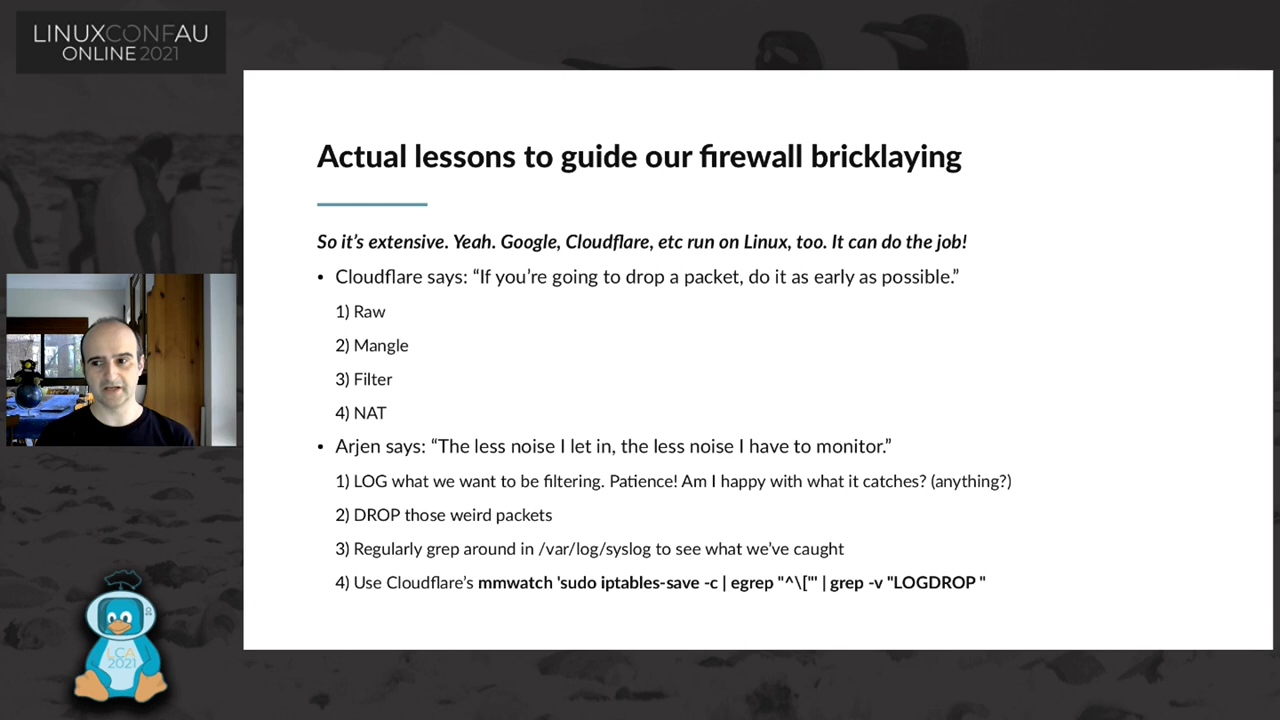 LINUXCONFAU
ONLINE 2021
Actual lessons to guide our firewall bricklaying
So it's extensive. Yeah. Google, Cloudflare, etc run on Linux, too. It can do the job!
• Cloudflare says: “If you're going to drop a packet, do it as early as possible.”
1) Raw
2) Mangle
3) Filter
4) NAT
• Arjen says: “The less noise I let in, the less noise I have to monitor.”
1) LOG what we want to be filtering. Patience! Am I happy with what it catches? (anything?)
2) DROP those weird packets
3) Regularly grep around in /var/log/syslog to see what we've caught
4) Use Cloudflare's mmwatch 'sudo iptables-save -c | egrep "^\["' | grep -v "LOGDROP "
LCA
2021